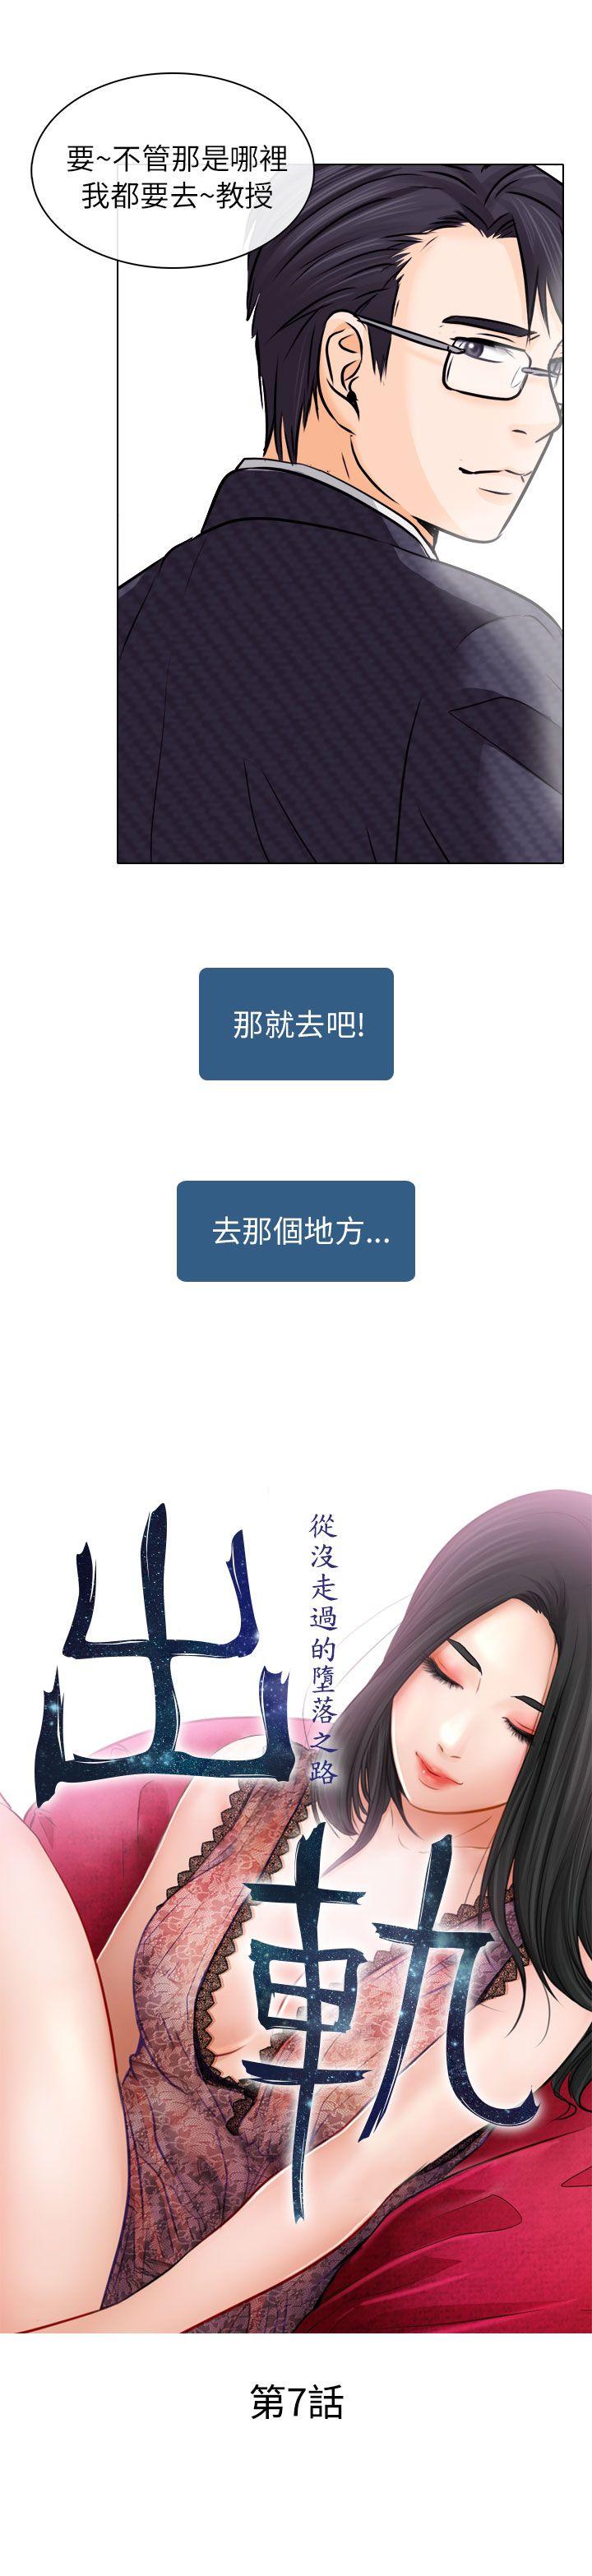 要~不管那是哪裡
我都要去~教授
那就去吧!
去那個地方...
出軌
從沒走過的墮落之路
第7話